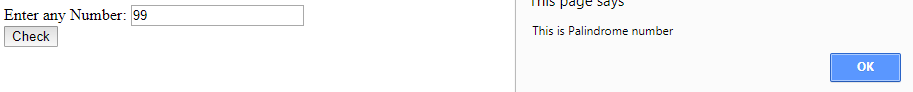 Enter any Number: 99
Check
This page says
This is Palindrome number
OK